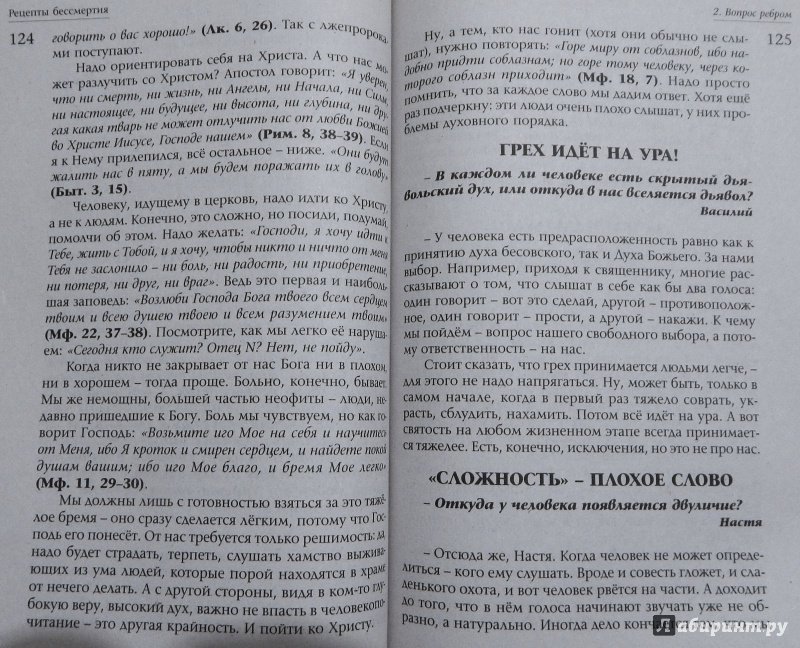 Рецепты бессмертия
124
говорить о вас хорошо!» (Лк. 6, 26). Так с лжепророка-
ми поступают.
Надо ориентировать себя на Христа. А что нас мо-
жет разлучить со Христом? Апостол говорит: «Я уверен,
что ни смерть, ни жизнь, ни Ангелы, ни Начала, ни Силы,
ни настоящее, ни будущее, ни высота, ни глубина, ни дру-
гая какая тварь не может отлучить нас от любви Божией
во Христе Иисусе, Господе нашем» (Рим. 8, 38–39). Если
я к Нему прилепился, всё остальное – ниже. «Они будут
жалить нас в пяту, а мы будем поражать их в голову»
(Быт. 3, 15).
Человеку, идущему в церковь, надо идти ко Христу,
а не к людям. Конечно, это сложно, но посиди, подумай,
помолчи об этом. Надо желать: «Господи, я хочу идти к
Тебе, жить с Тобой, и я хочу, чтобы никто и ничто от меня
Тебя не заслонило – ни боль, ни радость, ни приобретение,
ни потеря, ни друг, ни враг». Ведь это первая и наиболь-
шая заповедь: «Возлюби Господа Бога твоего всем сердцем
твоим и всею душею твоею и всем разумением твоим»
(Мф. 22, 37–38). Посмотрите, как мы легко её наруша-
ем: «Сегодня кто служит? Отец N? Нет, не пойду».
Когда никто не закрывает от нас Бога ни в плохом,
ни в хорошем – тогда проще. Больно, конечно, бывает.
Мы же немощны, большей частью неофиты – люди, не-
давно пришедшие к Богу. Боль мы чувствуем, но как го-
ворит Господь: «Возьмите иго Мое на себя и научитесь
от Меня, ибо Я кроток и смирен сердцем, и найдете покой
душам вашим; ибо иго Мое благо, и бремя Мое легко»
(Мф. 11, 29–30).
Мы должны лишь с готовностью взяться за это тяжё-
лое бремя – оно сразу сделается лёгким, потому что Гос-
подь его понесёт. От нас требуется только решимость: да,
надо будет страдать, терпеть, слушать хамство выжив-
ающих из ума людей, которые порой находятся в храме
от нечего делать. А с другой стороны, видя в ком-то глу-
бокую веру, высокий дух, важно не впасть в человекопо-
читание – это другая крайность. И пойти ко Христу.
2. Вопрос ребром
125
Ну, а тем, кто нас гонит (хотя они обычно не слы-
шат), нужно повторять: «Горе миру от соблазнов, ибо на-
добно придти соблазнам; но горе тому человеку, через ко-
торого соблазн приходит» (Мф. 18, 7). Надо просто
помнить, что за каждое слово мы дадим ответ. Хотя ещё
раз подчеркну: эти люди очень плохо слышат, у них про-
блемы духовного порядка.
ГРЕХ ИДЁТ НА УРА!
– В каждом ли человеке есть скрытый дья-
вольский дух, или откуда в нас вселяется дьявол?
Василий
– У человека есть предрасположенность равно как к
принятию духа бесовского, так и Духа Божьего. За нами
выбор. Например, приходя к священнику, многие рас-
сказывают о том, что слышат в себе как бы два голоса:
один говорит – вот это сделай, другой – противополож-
ное, один говорит – прости, а другой – накажи. К чему
мы пойдём – вопрос нашего свободного выбора, а пото-
му ответственность – на нас.
Стоит сказать, что грех принимается людьми легче, –
для этого не надо напрягаться. Ну, может быть, только в
самом начале, когда в первый раз тяжело соврать, ук-
расть, сблудить, нахамить. Потом всё идёт на ура. А вот
святость на любом жизненном этапе всегда принимает-
ся тяжелее. Есть, конечно, исключения, но это не про нас.
«СЛОЖНОСТЬ» – ПЛОХОЕ СЛОВО
– Откуда у человека появляется двуличие?
Настя
– Отсюда же, Настя. Когда человек не может опреде-
литься – кого ему слушать. Вроде и совесть гложет, и сла-
денького охота, и вот человек рвётся на части. А доходит
до того, что в нём голоса начинают звучать уже не об-
разно, а натурально. Иногда дело
Лабиринт.ру